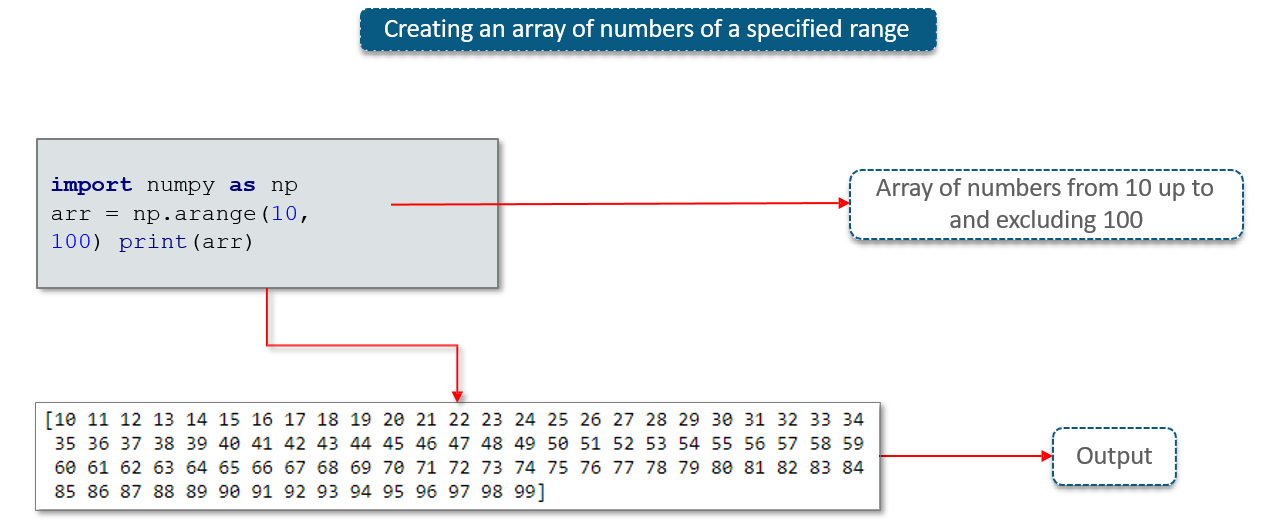 Creating an array of numbers of a specified range
import numpy as np
arr = np.arange(10,
100) print(arr)
Array of numbers from 10 up to
and excluding 100
[10 11 12 13 14 15 16 17 18 19 20 21 22 23 24 25 26 27 28 29 30 31 32 33 34
35 36 37 38 39 40 41 42 43 44 45 46 47 48 49 50 51 52 53 54 55 56 57 58 59
60 61 62 63 64 65 66 67 68 69 70 71 72 73 74 75 76 77 78 79 80 81 82 83 84
85 86 87 88 89 90 91 92 93 94 95 96 97 98 99]
Output